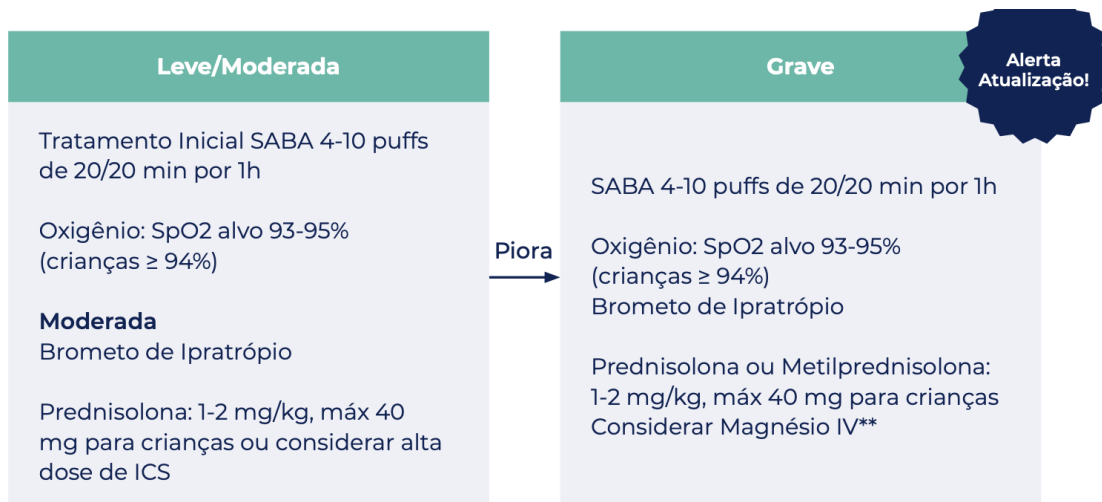 Leve/Moderada
Tratamento Inicial SABA 4-10 puffs
de 20/20 min por 1h
Oxigênio: SpO2 alvo 93-95%
(crianças ≥ 94%)
Moderada
Brometo de Ipratrópio
Prednisolona: 1-2 mg/kg, máx 40
mg para crianças ou considerar alta
dose de ICS
Piora
Grave
Alerta
Atualização!
SABA 4-10 puffs de 20/20 min por 1h
Oxigênio: SpO2 alvo 93-95%
(crianças ≥ 94%)
Brometo de Ipratrópio
Prednisolona ou Metilprednisolona:
1-2 mg/kg, máx 40 mg para crianças
Considerar Magnésio IV**